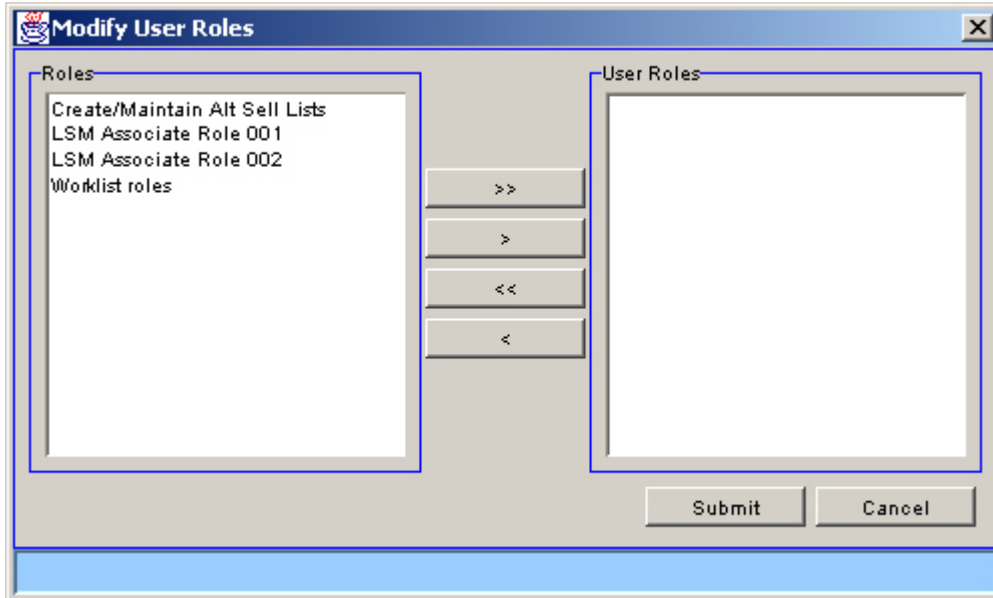 Modify User Roles
Roles
Create/Maintain Alt Sell Lists
LSM Associate Role 001
LSM Associate Role 002
Worklist roles
>>
>
<<
<
User Roles
Submit
Cancel